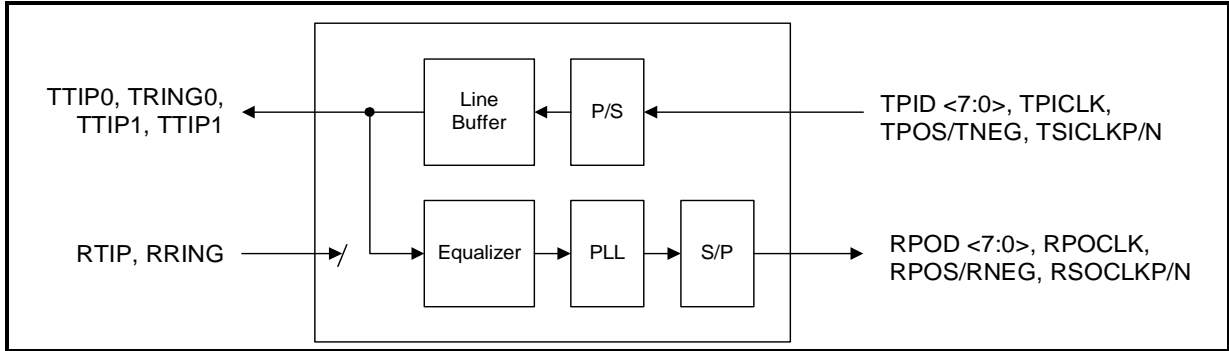 TTIP0, TRING0,
TTIP1, TTIP1
Line
Buffer
P/S
TPID <7:0>, TPICLK,
TPOS/TNEG, TSICLKP/N
RTIP, RRING
Equalizer
PLL
S/P
RPOD <7:0>, RPOCLK,
RPOS/RNEG, RSOCLKP/N